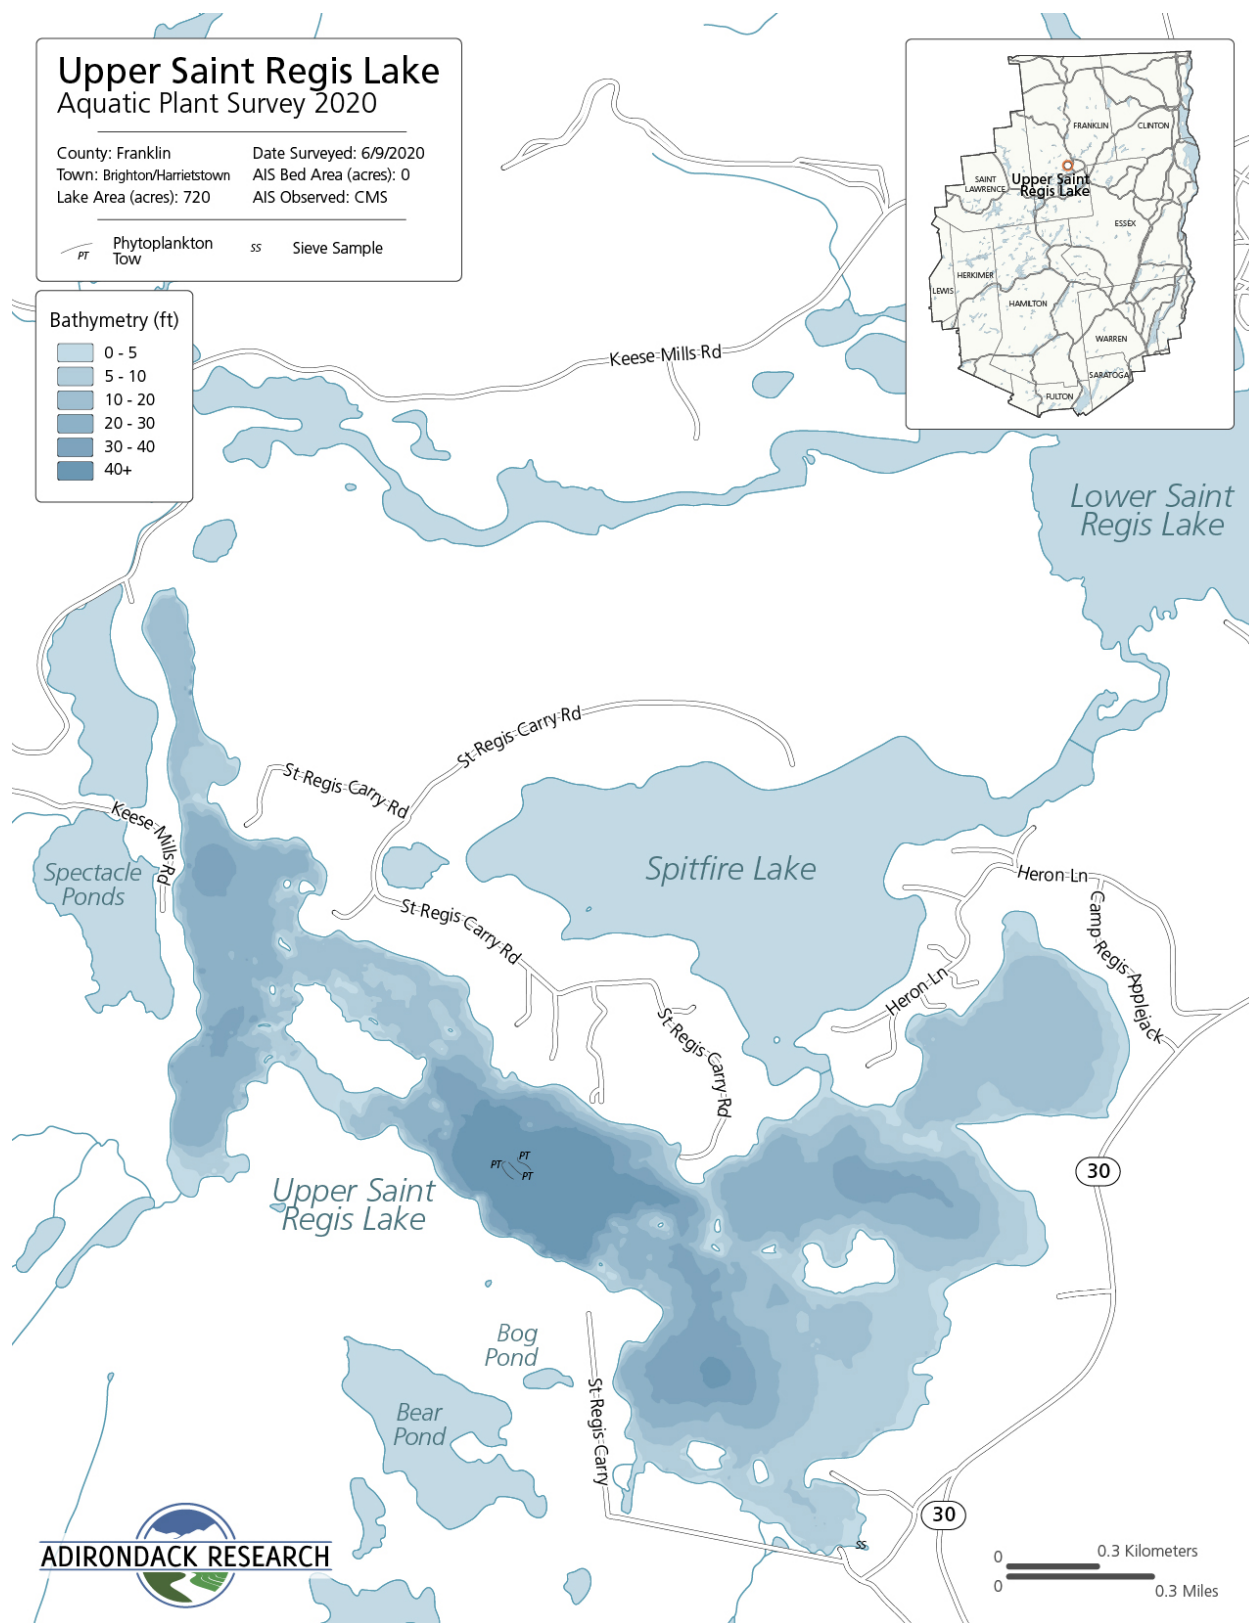 Upper Saint Regis Lake
Aquatic Plant Survey 2020
County: Franklin
Date Surveyed: 6/9/2020
Town: Brighton/Harrietstown
AIS Bed Area (acres): 0
Lake Area (acres): 720
AIS Observed: CMS
PT
Phytoplankton
Tow
SS
Sieve Sample
Bathymetry (ft)
0 - 5
5 - 10
10 - 20
20 - 30
30 - 40
40+
FRANKLIN
CLINTON
SAINT
LAWRENCE
Upper Saint
Regis Lake
ESSEX
HERKIMER
LEWIS
HAMILTON
WARREN
SARATOGA
FULTON
Keese Mills Rd
Lower Saint
Regis Lake
St Regis Carry Rd
St Regis Carry Rd
Keese Mills Rd
Spectacle
Ponds
Spitfire Lake
Heron Ln
Camp Regis Applejack
St Regis Carry Rd
Heron Ln
St Regis Carry Rd
PT
PT
PT
30
Upper Saint
Regis Lake
Bog
Pond
St Regis Carry
Bear
Pond
30
SS
ADIRONDACK RESEARCH
0
0.3 Kilometers
0
0.3 Miles